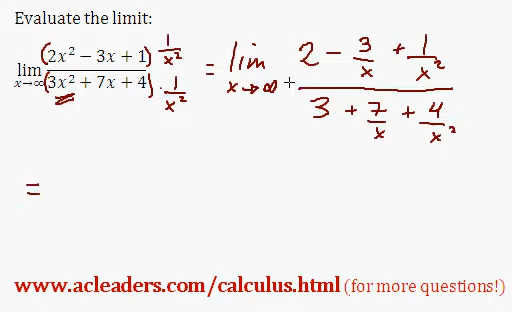 Evaluate the limit:
lim x→∞ (2x² − 3x + 1) · 1/x² / (3x² + 7x + 4) · 1/x² = lim x→∞ 2 − 3/x + 1/x² / 3 + 7/x + 4/x²
=
www.acleaders.com/calculus.html (for more questions!)